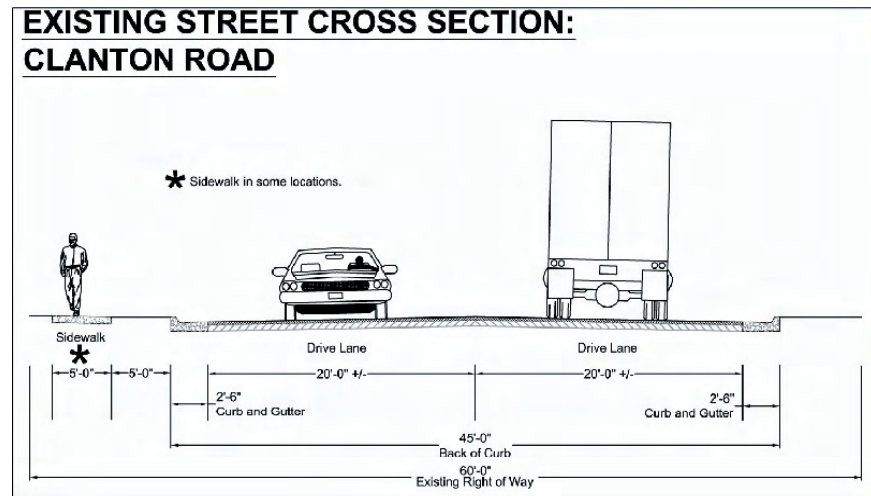 EXISTING STREET CROSS SECTION:
CLANTON ROAD
* Sidewalk in some locations.
Sidewalk
*
Drive Lane
Drive Lane
5'-0"
5'-0"
20'-0" +/-
20'-0" +/-
2'-6"
Curb and Gutter
2'-6"
Curb and Gutter
45'-0"
Back of Curb
60'-0"
Existing Right of Way